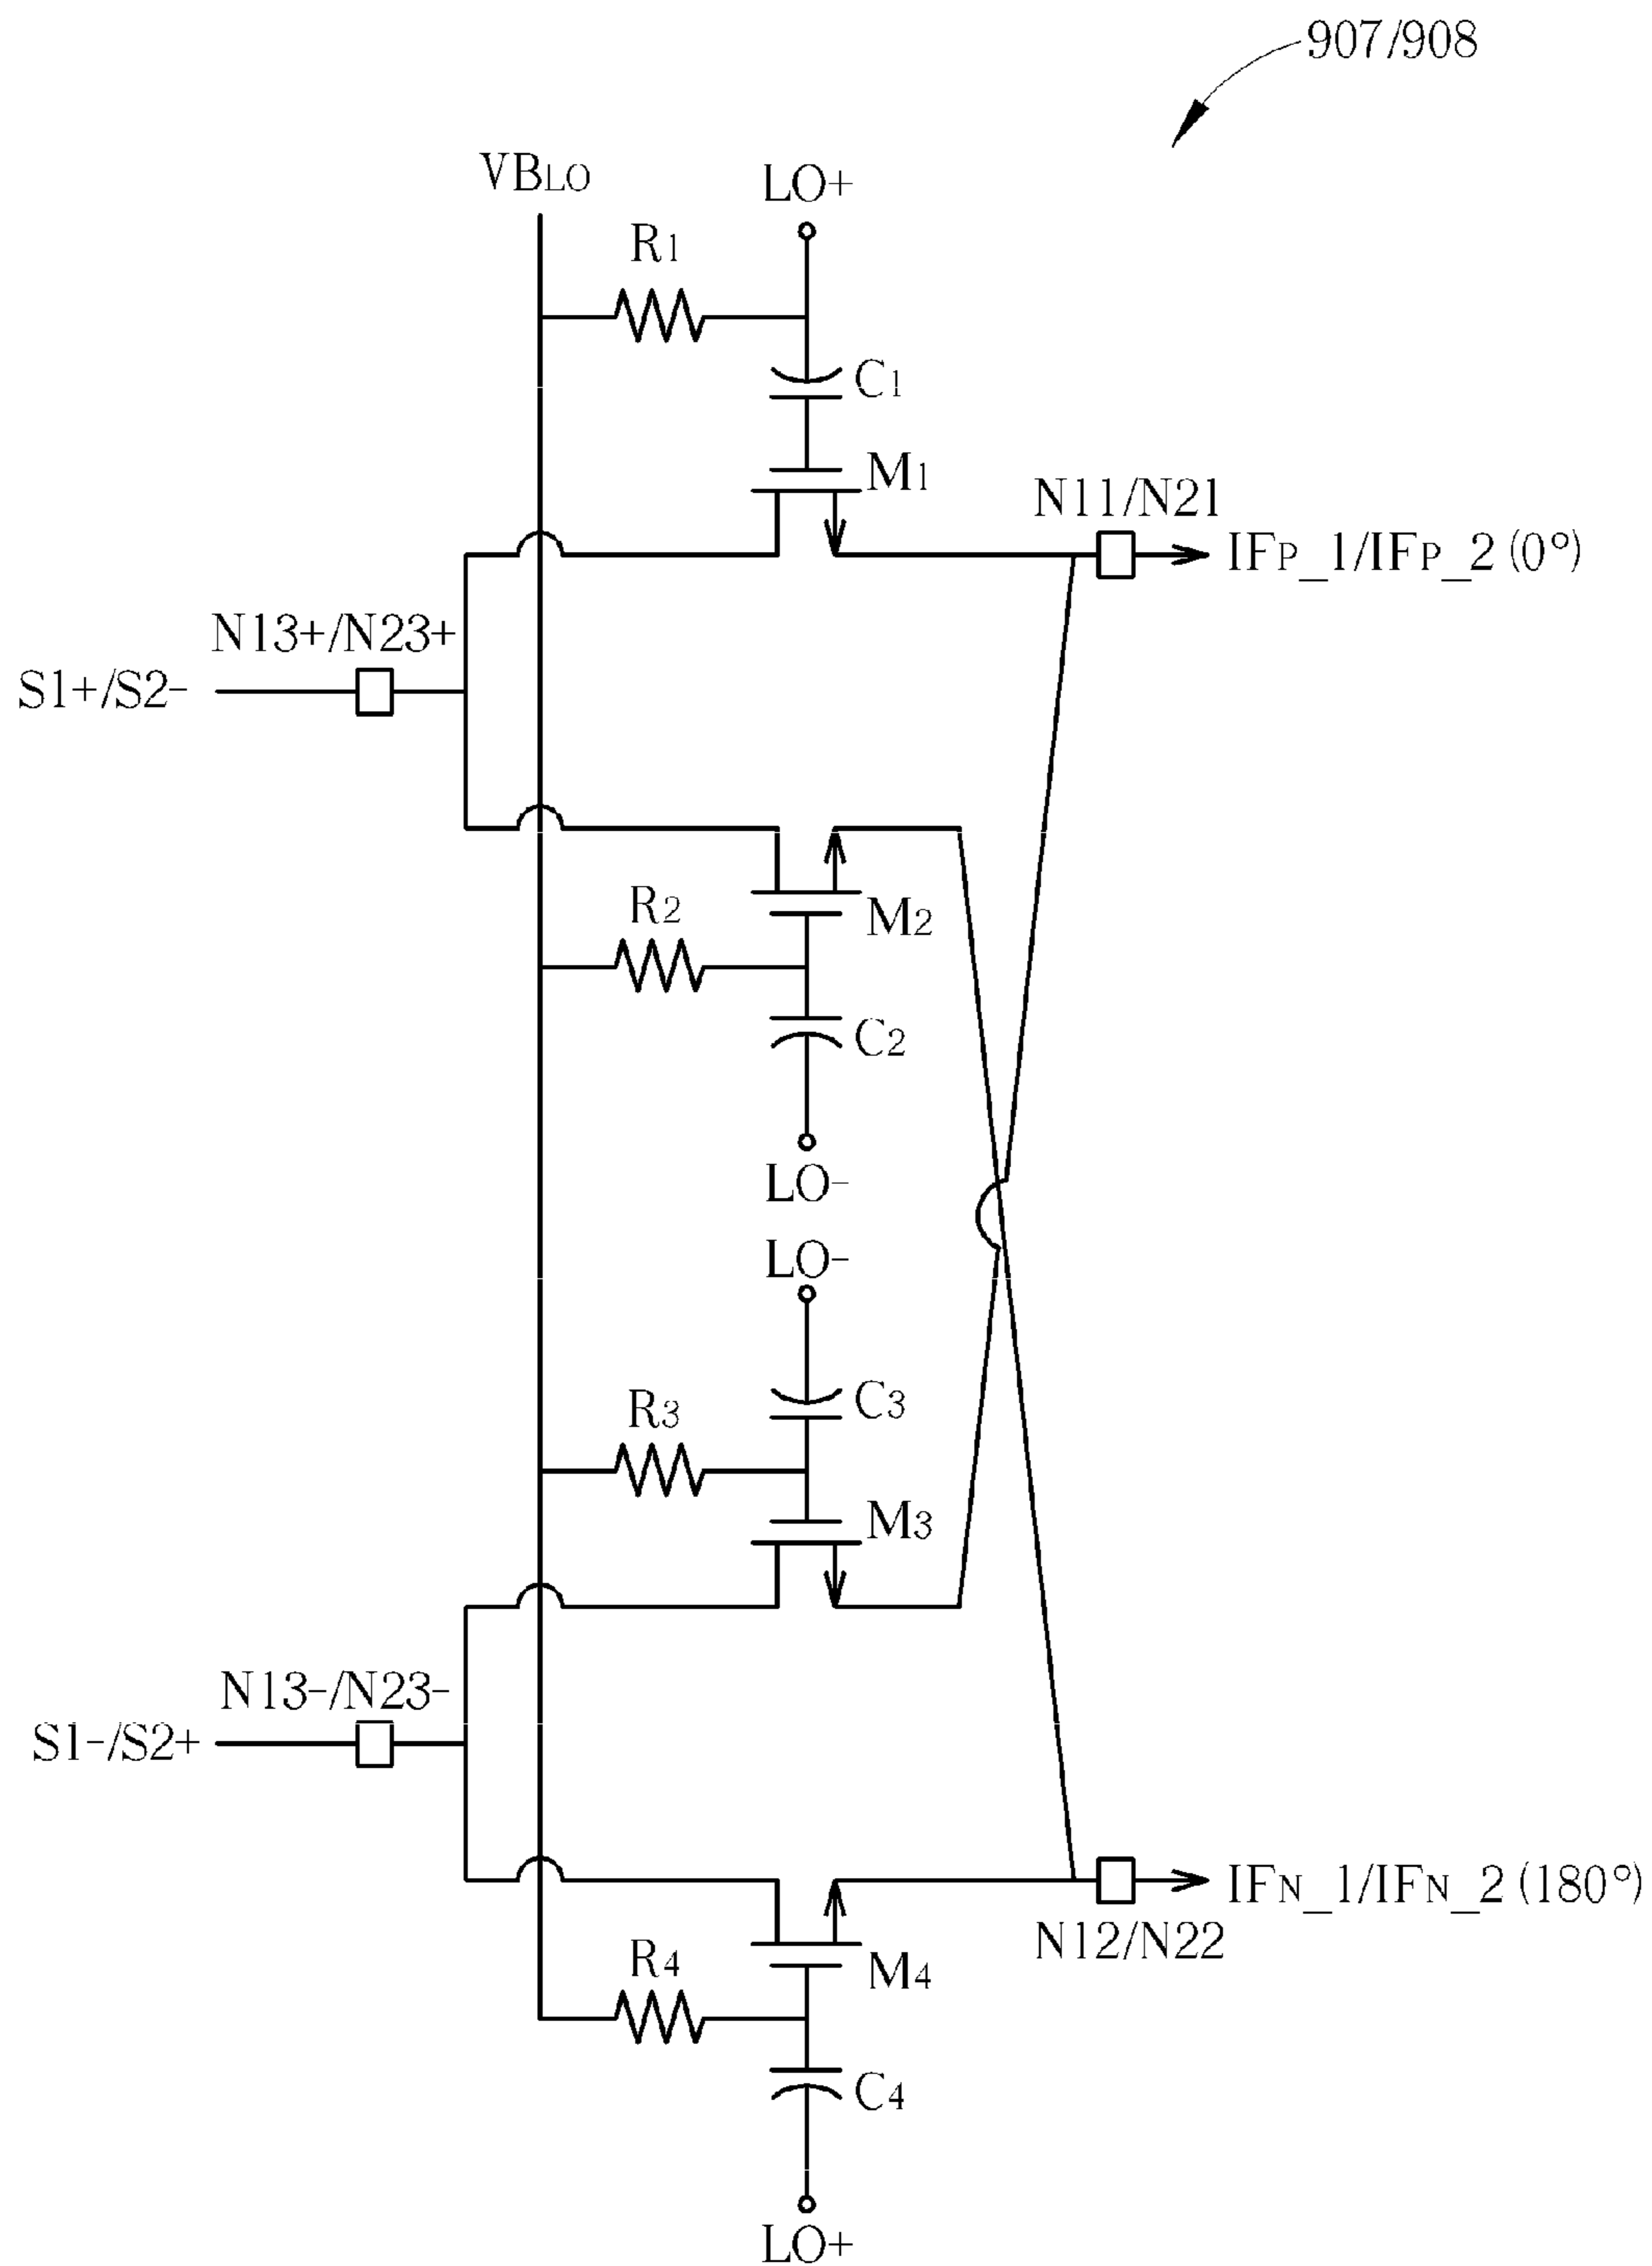 907/908
VBLO
LO+
R1
C1
M1
N11/N21
IFP_1/IFP_2 (0°)
N13+/N23+
S1+/S2-
R2
M2
C2
LO-
LO-
C3
R3
M3
N13-/N23-
S1-/S2+
IFN_1/IFN_2 (180°)
N12/N22
R4
M4
C4
LO+